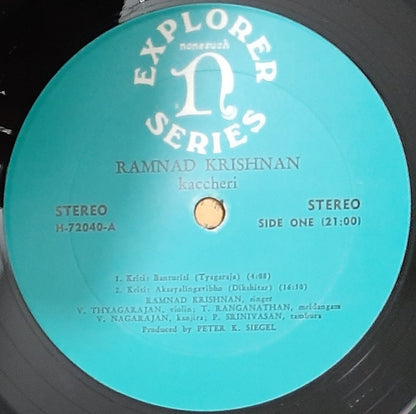 EXPLORER
nonesuch
n
SERIES
RAMNAD KRISHNAN
kaccheri
STEREO
H-72040-A
STEREO
SIDE ONE (21:00)
1. Kriti: Banturiti (Tyagaraja) (4:08)
2. Kriti: Aksayalingavibho (Dikshitar) (16:10)
RAMNAD KRISHNAN, singer
V. THYAGARAJAN, violin; T. RANGANATHAN, mridangam
V. NAGARAJAN, kanjira; P. SRINIVASAN, tambura
Produced by PETER K. SIEGEL